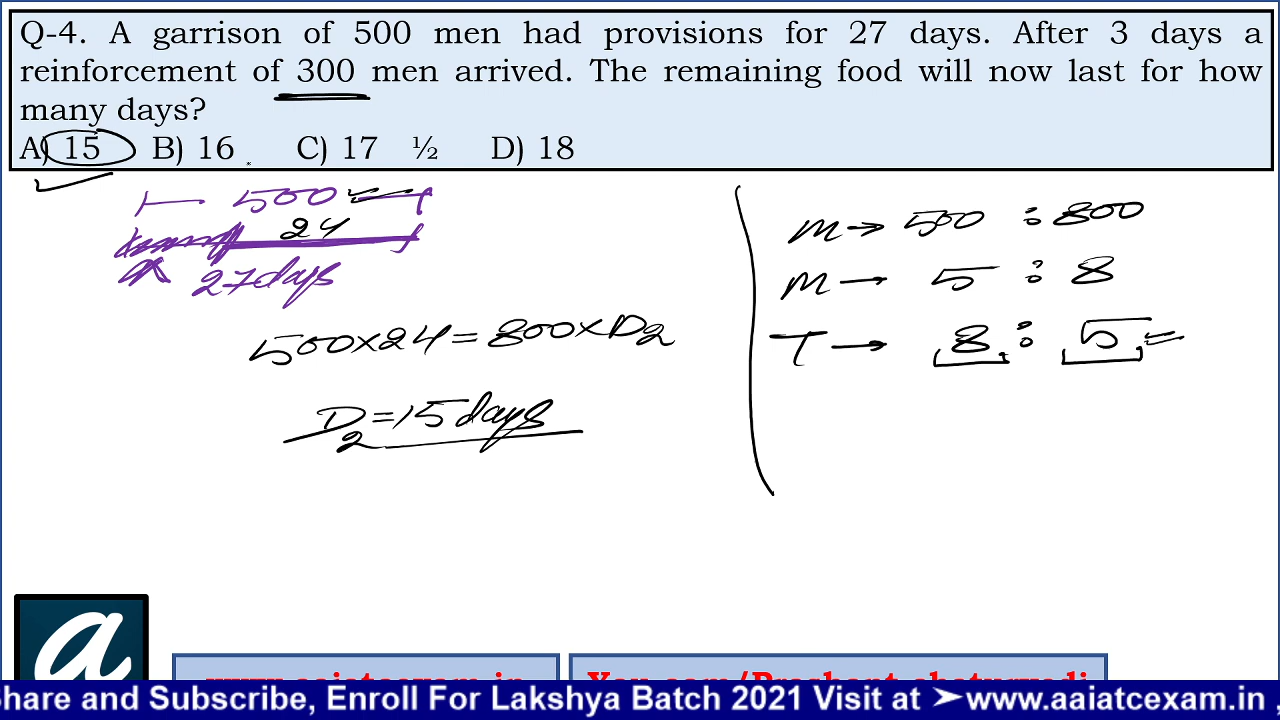 Q-4. A garrison of 500 men had provisions for 27 days. After 3 days a
reinforcement of 300 men arrived. The remaining food will now last for how
many days?
A) 15 B) 16 C) 17 ½ D) 18
500
24
27 days
500×24=800×D2
D2=15 days
M→ 500 : 800
M→ 5 : 8
T→ 8 : 5=
a
Share and Subscribe, Enroll For Lakshya Batch 2021 Visit at ➤www.aaiatcexam.in ,